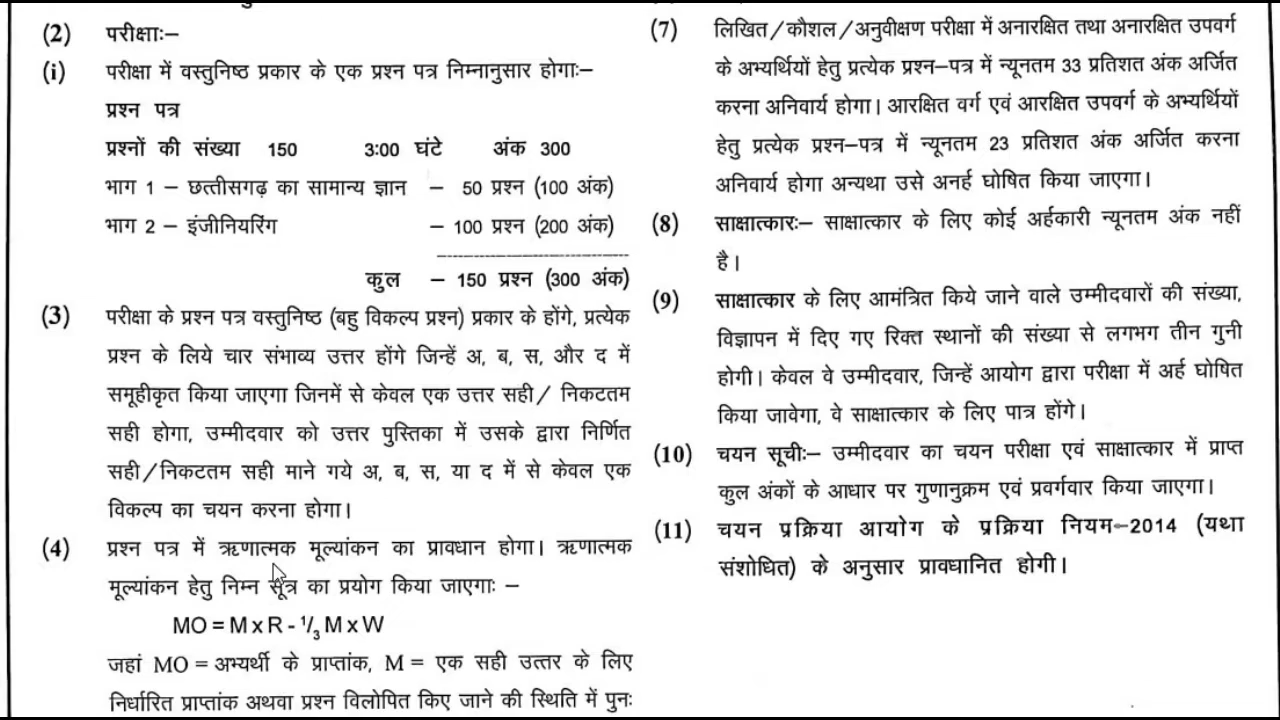 (2) परीक्षाः–
(i) परीक्षा में वस्तुनिष्ठ प्रकार के एक प्रश्न पत्र निम्नानुसार होगाः–
प्रश्न पत्र
प्रश्नों की संख्या 150 3:00 घंटे अंक 300
भाग 1 – छत्तीसगढ़ का सामान्य ज्ञान – 50 प्रश्न (100 अंक)
भाग 2 – इंजीनियरिंग – 100 प्रश्न (200 अंक)
कुल – 150 प्रश्न (300 अंक)
(3) परीक्षा के प्रश्न पत्र वस्तुनिष्ठ (बहु विकल्प प्रश्न) प्रकार के होंगे, प्रत्येक
प्रश्न के लिये चार संभाव्य उत्तर होंगे जिन्हें अ, ब, स, और द में
समूहीकृत किया जाएगा जिनमें से केवल एक उत्तर सही/ निकटतम
सही होगा, उम्मीदवार को उत्तर पुस्तिका में उसके द्वारा निर्णित
सही/निकटतम सही माने गये अ, ब, स, या द में से केवल एक
विकल्प का चयन करना होगा।
(4) प्रश्न पत्र में ऋणात्मक मूल्यांकन का प्रावधान होगा। ऋणात्मक
मूल्यांकन हेतु निम्न सूत्र का प्रयोग किया जाएगाः –
MO = M x R - 1/3 M x W
जहां MO = अभ्यर्थी के प्राप्तांक, M = एक सही उत्तर के लिए
निर्धारित प्राप्तांक अथवा प्रश्न विलोपित किए जाने की स्थिति में पुनः
(7) लिखित/कौशल/अनुवीक्षण परीक्षा में अनारक्षित तथा अनारक्षित उपवर्ग
के अभ्यर्थियों हेतु प्रत्येक प्रश्न–पत्र में न्यूनतम 33 प्रतिशत अंक अर्जित
करना अनिवार्य होगा। आरक्षित वर्ग एवं आरक्षित उपवर्ग के अभ्यर्थियों
हेतु प्रत्येक प्रश्न–पत्र में न्यूनतम 23 प्रतिशत अंक अर्जित करना
अनिवार्य होगा अन्यथा उसे अनर्ह घोषित किया जाएगा।
(8) साक्षात्कारः– साक्षात्कार के लिए कोई अर्हकारी न्यूनतम अंक नहीं
है।
(9) साक्षात्कार के लिए आमंत्रित किये जाने वाले उम्मीदवारों की संख्या,
विज्ञापन में दिए गए रिक्त स्थानों की संख्या से लगभग तीन गुनी
होगी। केवल वे उम्मीदवार, जिन्हें आयोग द्वारा परीक्षा में अर्ह घोषित
किया जावेगा, वे साक्षात्कार के लिए पात्र होंगे।
(10) चयन सूचीः– उम्मीदवार का चयन परीक्षा एवं साक्षात्कार में प्राप्त
कुल अंकों के आधार पर गुणानुक्रम एवं प्रवर्गवार किया जाएगा।
(11) चयन प्रक्रिया आयोग के प्रक्रिया नियम–2014 (यथा
संशोधित) के अनुसार प्रावधानित होगी।